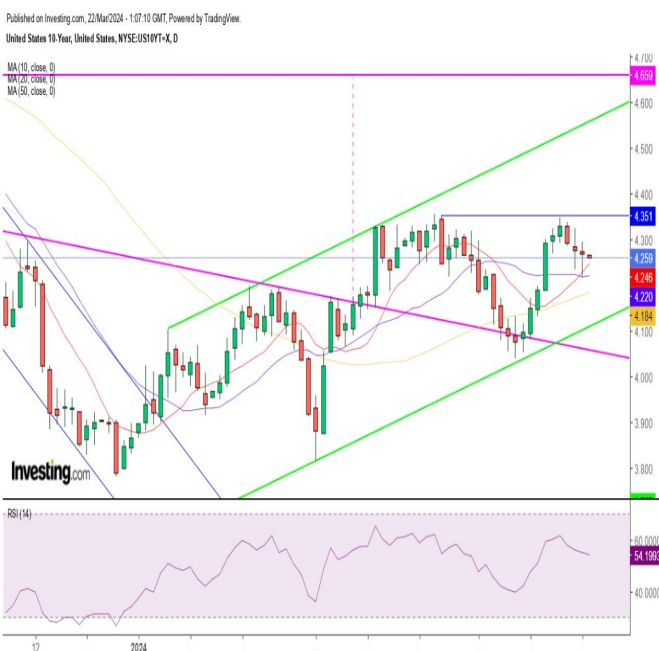 Published on Investing.com, 22/Mar/2024 - 1:07:10 GMT, Powered by TradingView.
United States 10-Year, United States, NYSE:US10YT=X, D
MA (10, close, 0)
MA (20, close, 0)
MA (50, close, 0)
4.700
4.659
4.600
4.500
4.400
4.351
4.300
4.259
4.246
4.220
4.184
4.100
4.000
3.900
3.800
Investing.com
RSI (14)
60.0000
54.1993
40.0000
12
2024